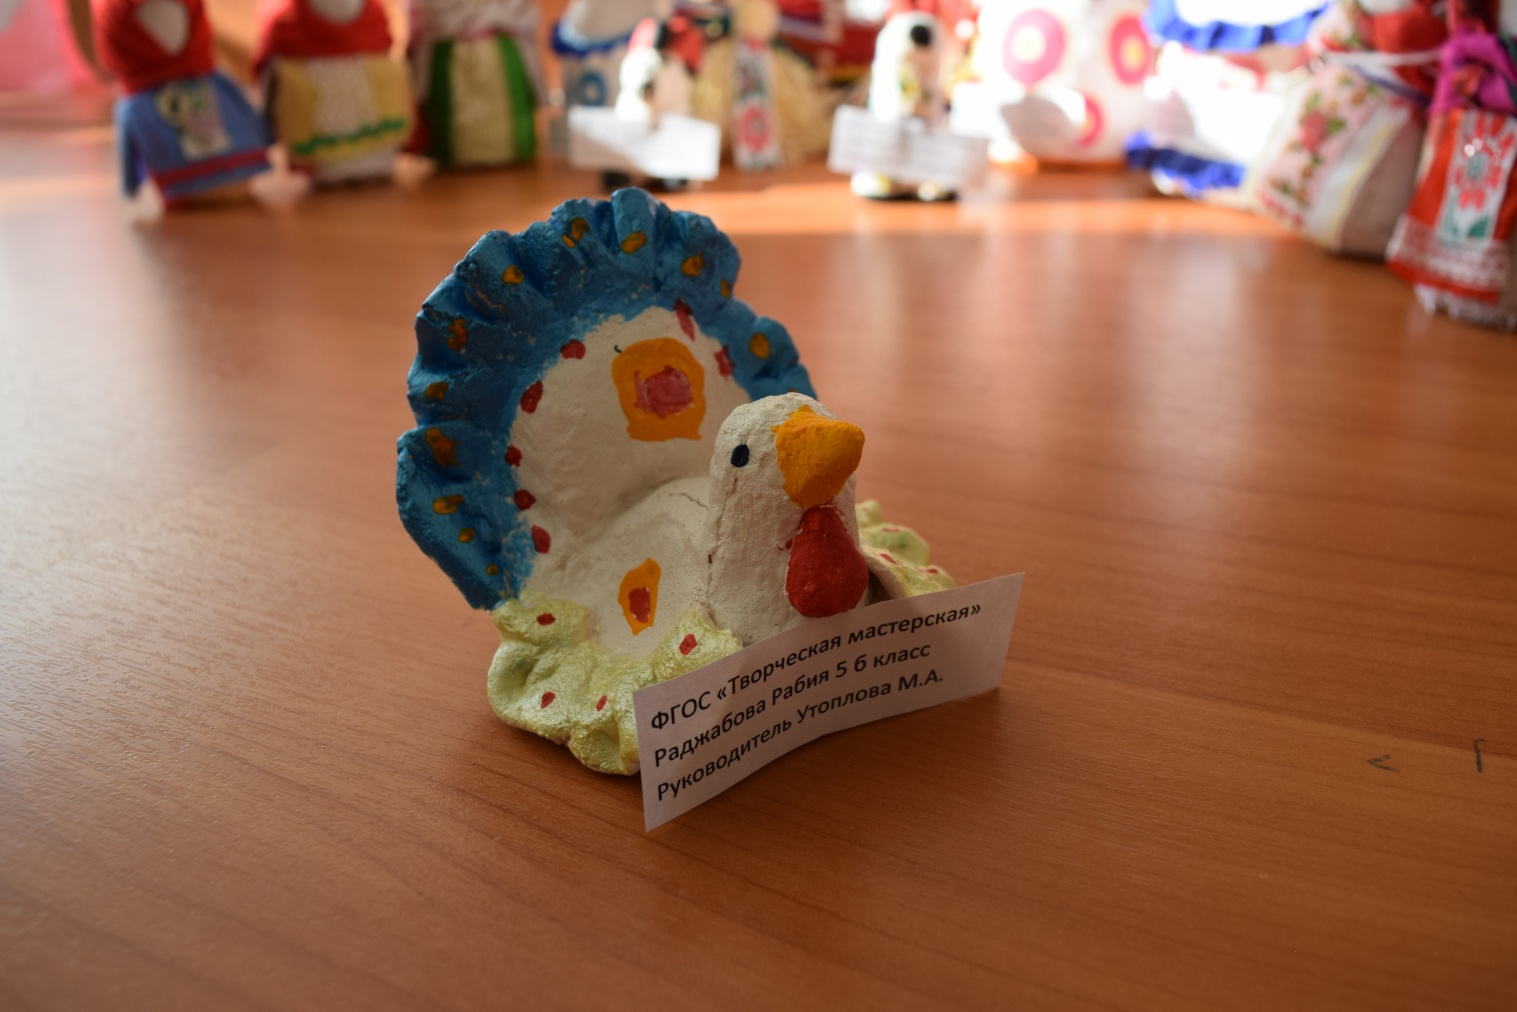 ФГОС «Творческая мастерская»
Раджабова Рабия 5 б класс
Руководитель Утоплова М.А.